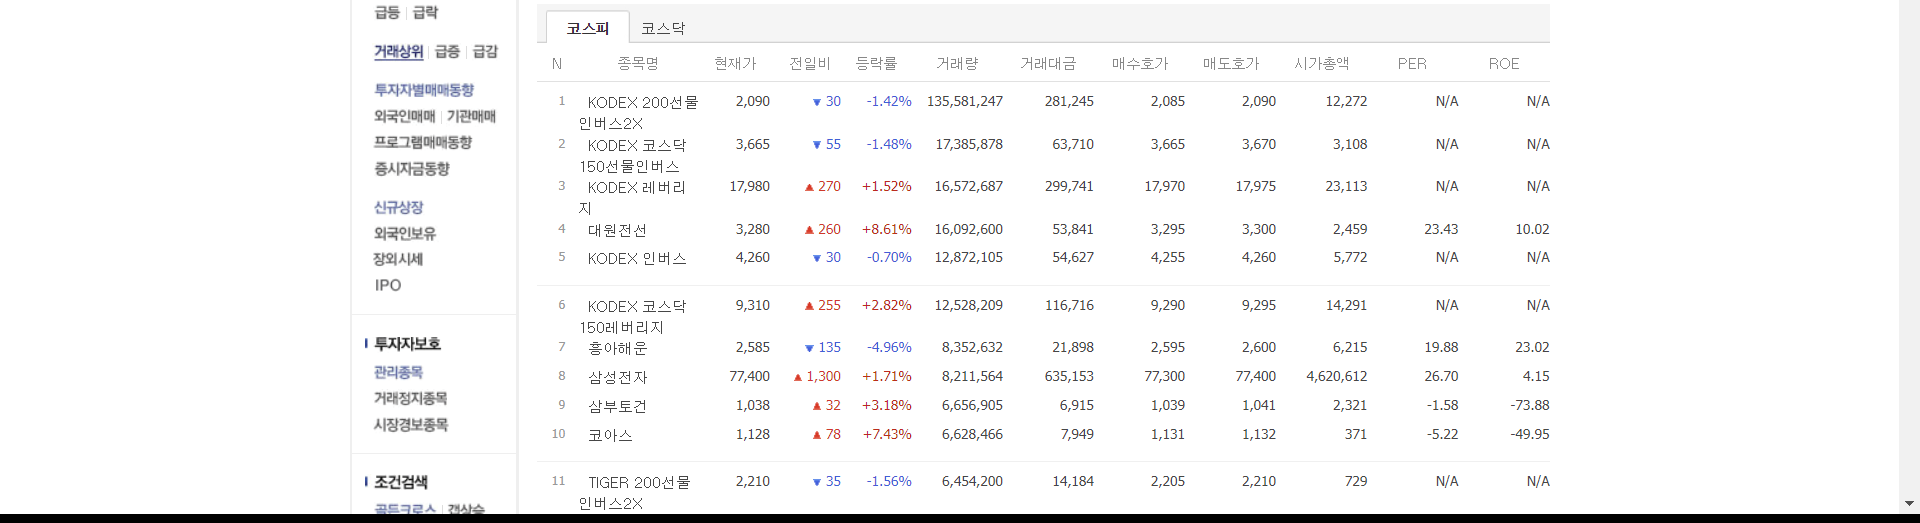 급등 | 급락
거래상위 | 급증 | 급감
투자자별매매동향
외국인매매 | 기관매매
프로그램매매동향
증시자금동향
신규상장
외국인보유
장외시세
IPO
투자자보호
관리종목
거래정지종목
시장경보종목
조건검색
골든크로스 | 갭상승
코스피 코스닥
N 종목명 현재가 전일비 등락률 거래량 거래대금 매수호가 매도호가 시가총액 PER ROE
1 KODEX 200선물 2,090 ▼ 30 -1.42% 135,581,247 281,245 2,085 2,090 12,272 N/A N/A
인버스2X
2 KODEX 코스닥 3,665 ▼ 55 -1.48% 17,385,878 63,710 3,665 3,670 3,108 N/A N/A
150선물인버스
3 KODEX 레버리 17,980 ▲ 270 +1.52% 16,572,687 299,741 17,970 17,975 23,113 N/A N/A
지
4 대원전선 3,280 ▲ 260 +8.61% 16,092,600 53,841 3,295 3,300 2,459 23.43 10.02
5 KODEX 인버스 4,260 ▼ 30 -0.70% 12,872,105 54,627 4,255 4,260 5,772 N/A N/A
6 KODEX 코스닥 9,310 ▲ 255 +2.82% 12,528,209 116,716 9,290 9,295 14,291 N/A N/A
150레버리지
7 흥아해운 2,585 ▼ 135 -4.96% 8,352,632 21,898 2,595 2,600 6,215 19.88 23.02
8 삼성전자 77,400 ▲ 1,300 +1.71% 8,211,564 635,153 77,300 77,400 4,620,612 26.70 4.15
9 삼부토건 1,038 ▲ 32 +3.18% 6,656,905 6,915 1,039 1,041 2,321 -1.58 -73.88
10 코아스 1,128 ▲ 78 +7.43% 6,628,466 7,949 1,131 1,132 371 -5.22 -49.95
11 TIGER 200선물 2,210 ▼ 35 -1.56% 6,454,200 14,184 2,205 2,210 729 N/A N/A
인버스2X